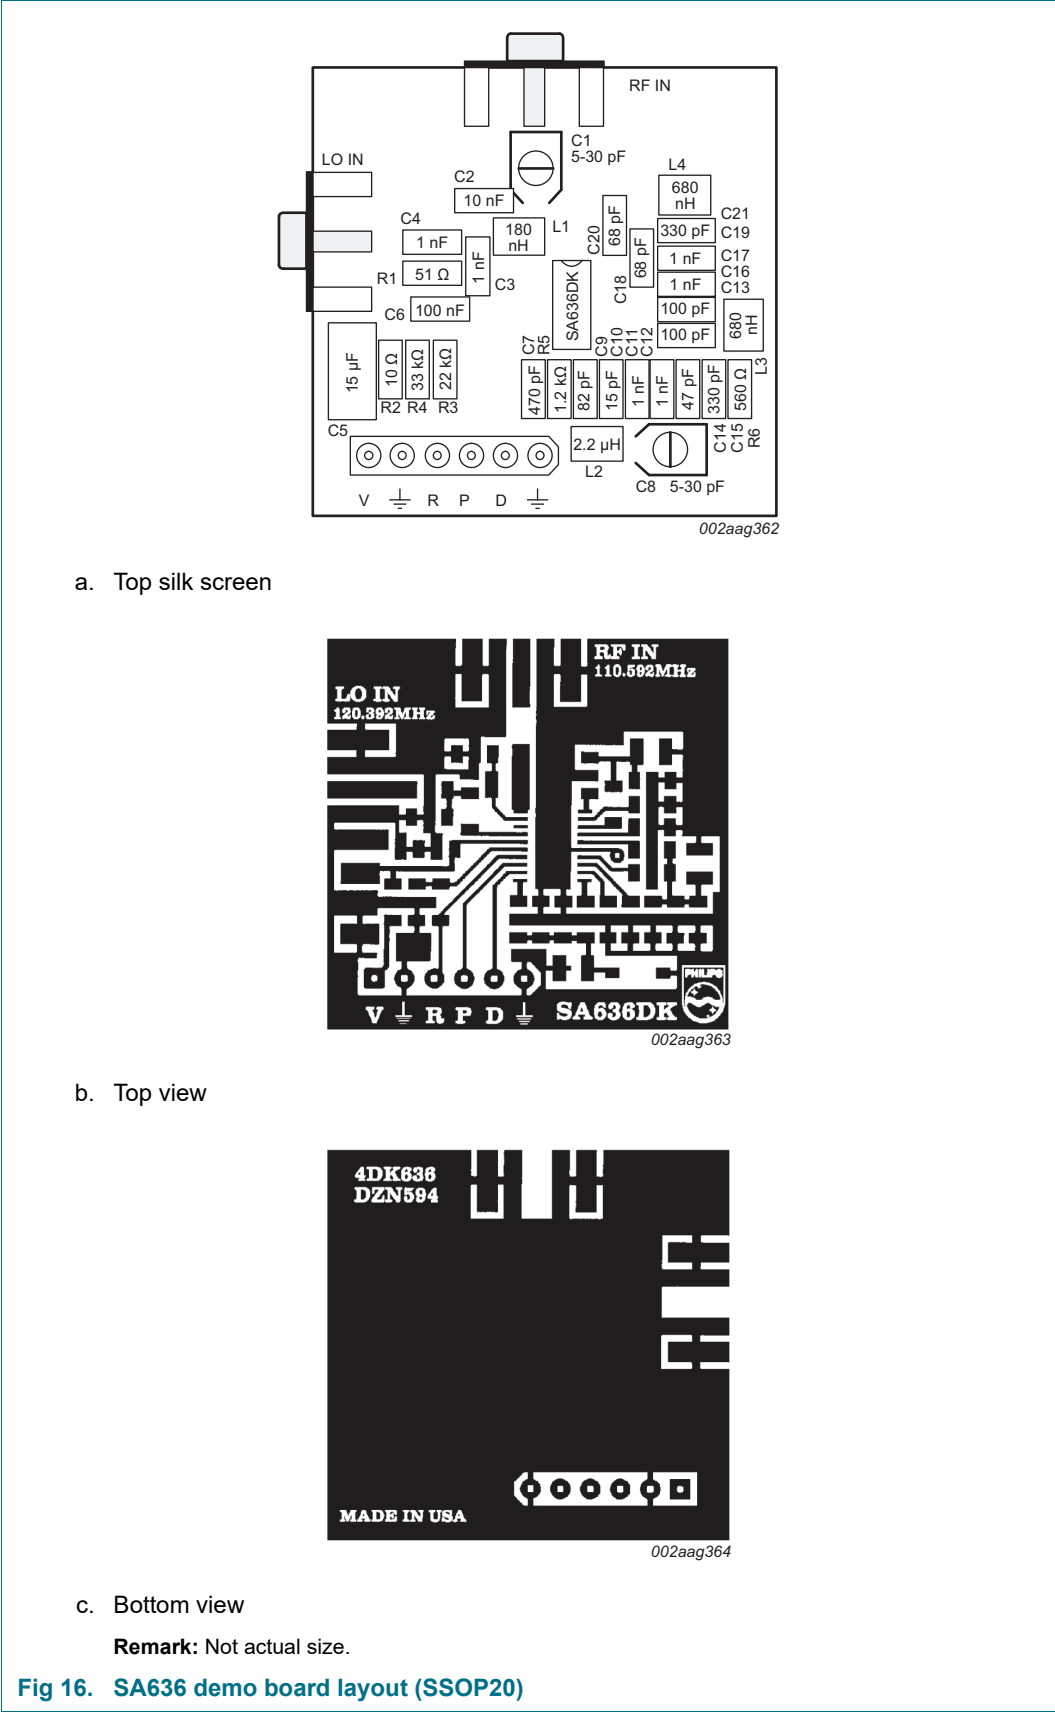 RF IN
C1
5-30 pF
LO IN
C2
10 nF
L4
680
nH
C4
1 nF
180
nH
L1
C20
68 pF
C18
68 pF
330 pF
C21
C19
1 nF
C17
C16
1 nF
C13
R1
51 Ω
1 nF
C3
SA636DK
C6
100 nF
100 pF
100 pF
680
nH
L3
15 µF
C5
10 Ω
33 kΩ
22 kΩ
R2 R4 R3
C7
R5
C9
C10
C11
C12
470 pF
1.2 kΩ
82 pF
15 pF
1 nF
1 nF
47 pF
330 pF
560 Ω
C14
C15
R6
2.2 µH
L2
C8 5-30 pF
V R P D
002aag362
a. Top silk screen
RF IN
110.592MHz
LO IN
120.392MHz
PHILIPS
V R P D SA636DK
002aag363
b. Top view
4DK636
DZN594
MADE IN USA
002aag364
c. Bottom view
Remark: Not actual size.
Fig 16. SA636 demo board layout (SSOP20)